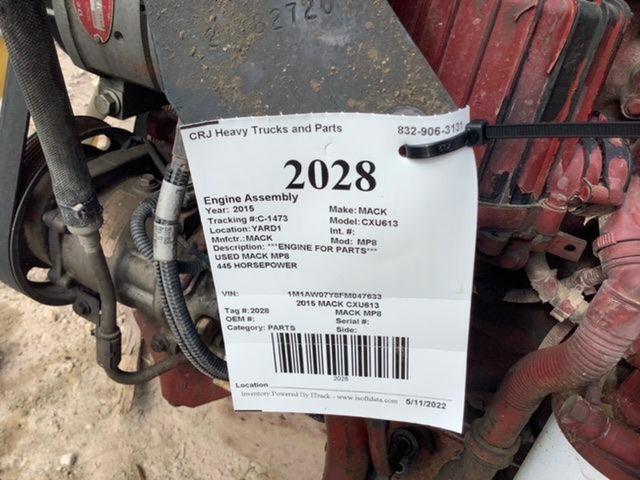 CRJ Heavy Trucks and Parts 832-906-3131
2028
Engine Assembly
Year: 2015 Make: MACK
Tracking #:C-1473 Model: CXU613
Location:YARD1 Int. #:
Mnfctr.:MACK Mod: MP8
Description: ***ENGINE FOR PARTS***
USED MACK MP8
445 HORSEPOWER
VIN: 1M1AW07Y8FM047633
2015 MACK CXU613
Tag #:2028 MACK MP8
OEM #: Serial #:
Category: PARTS Side:
2028
Location
Inventory Powered By ITrack - www.isoftdata.com 5/11/2022